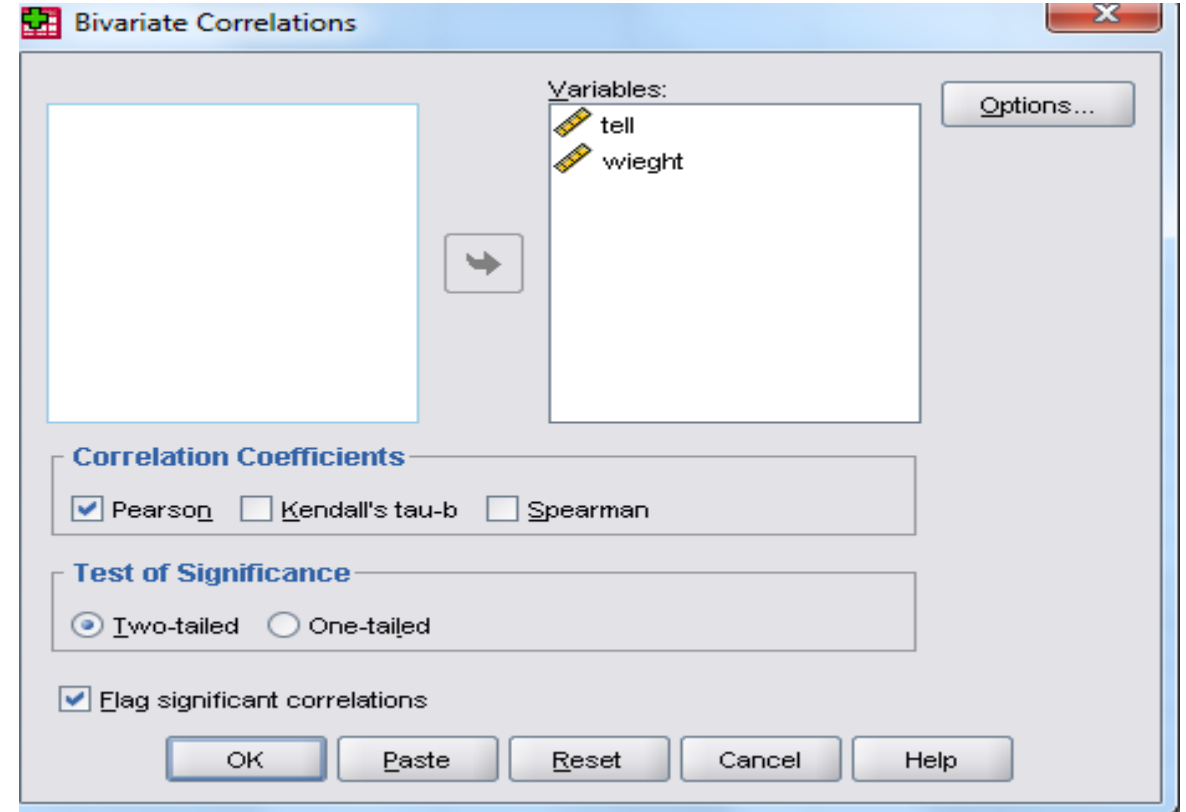 Bivariate Correlations
Variables:
tell
wieght
Options...
Correlation Coefficients
Pearson Kendall's tau-b Spearman
Test of Significance
Two-tailed One-tailed
Flag significant correlations
OK Paste Reset Cancel Help